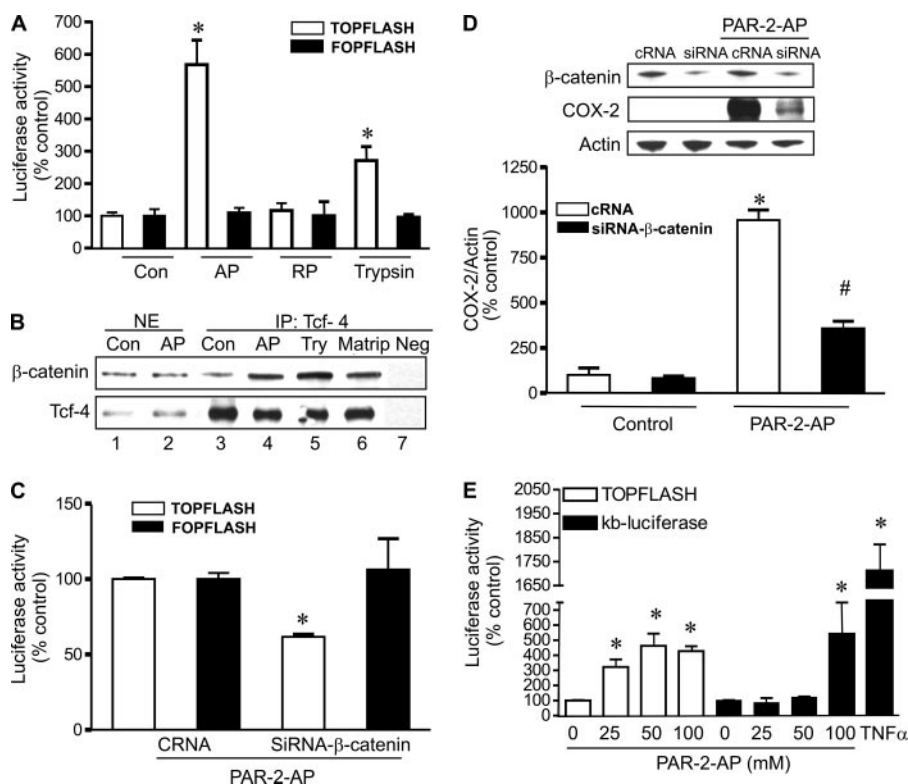 A
Luciferase activity
(% control)
700
600
500
400
300
200
100
0
TOPFLASH
FOPFLASH
*
*
Con
AP
RP
Trypsin
B
NE
IP: Tcf-4
Con
AP
Con
AP
Try
Matrip
Neg
β-catenin
Tcf-4
1
2
3
4
5
6
7
C
Luciferase activity
(% control)
150
100
50
0
TOPFLASH
FOPFLASH
*
CRNA
SiRNA-β-catenin
PAR-2-AP
D
PAR-2-AP
cRNA
siRNA
cRNA
siRNA
β-catenin
COX-2
Actin
COX-2/Actin
(% control)
1250
1000
750
500
250
0
cRNA
siRNA-β-catenin
*
#
Control
PAR-2-AP
E
Luciferase activity
(% control)
2050
1950
1850
1750
1650
700
600
500
400
300
200
100
0
TOPFLASH
kb-luciferase
*
*
*
*
*
0
25
50
100
0
25
50
100
TNFα
PAR-2-AP (mM)